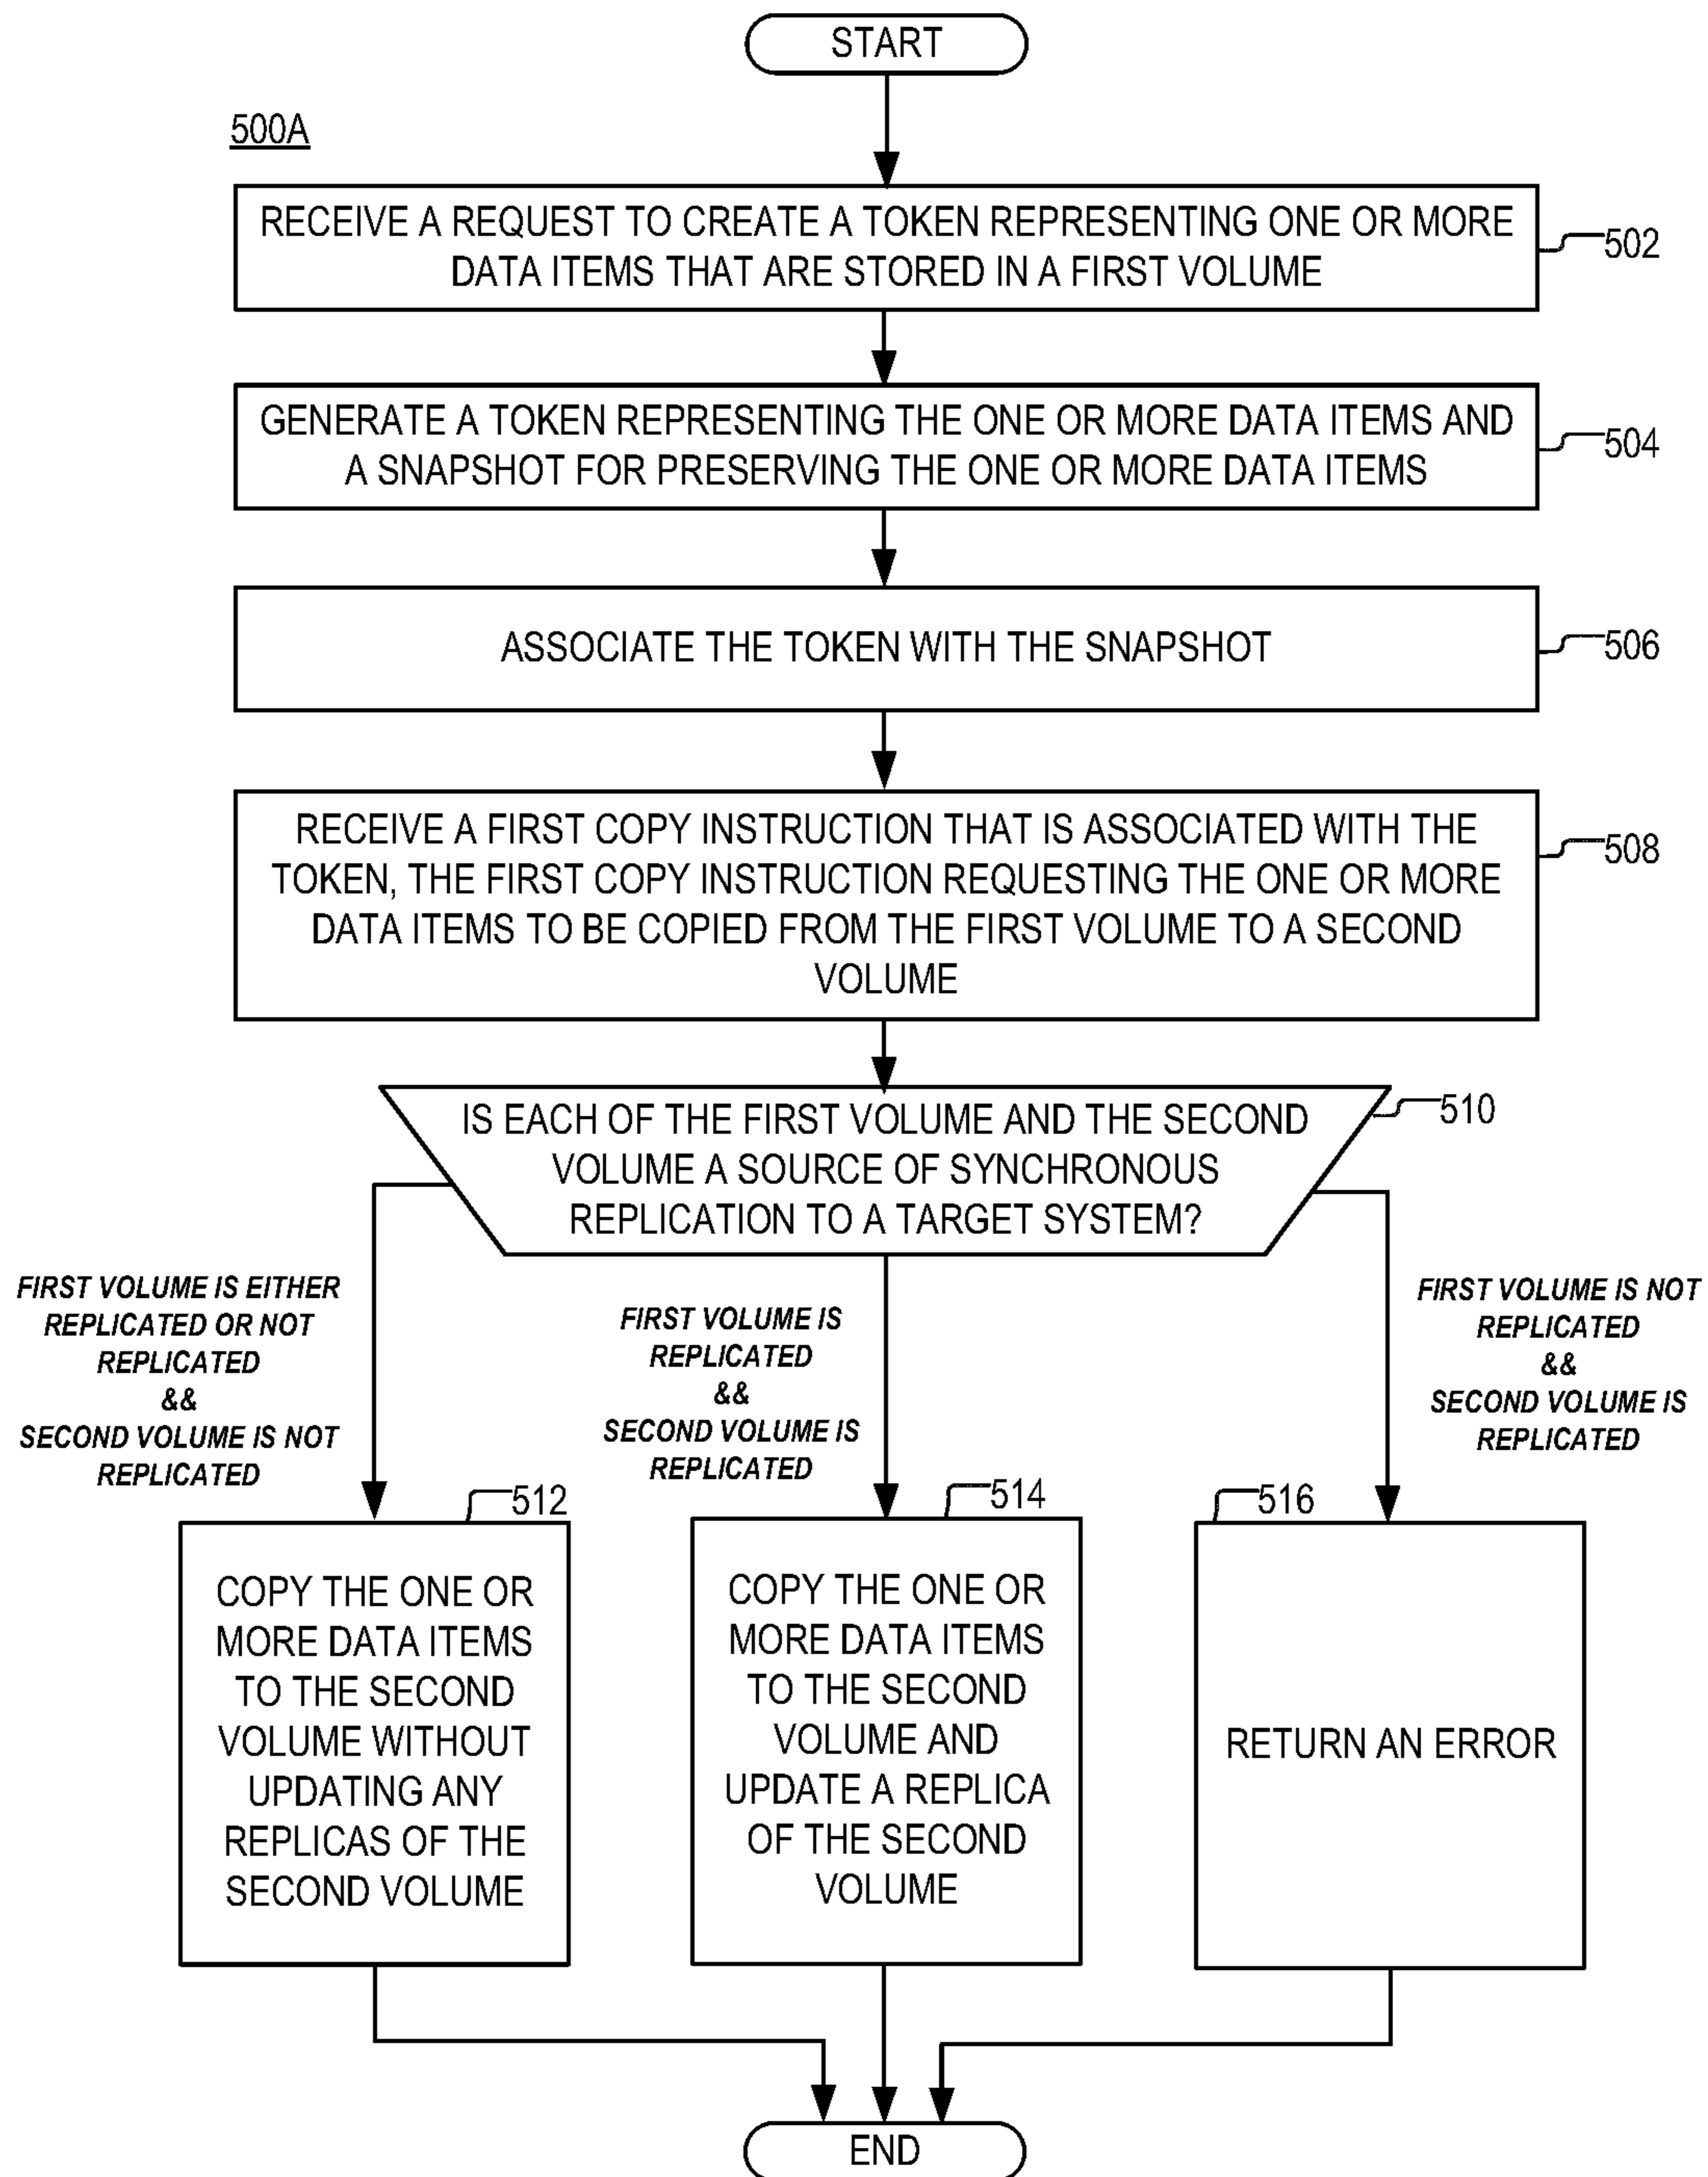 START
500A
RECEIVE A REQUEST TO CREATE A TOKEN REPRESENTING ONE OR MORE
DATA ITEMS THAT ARE STORED IN A FIRST VOLUME
502
GENERATE A TOKEN REPRESENTING THE ONE OR MORE DATA ITEMS AND
A SNAPSHOT FOR PRESERVING THE ONE OR MORE DATA ITEMS
504
ASSOCIATE THE TOKEN WITH THE SNAPSHOT
506
RECEIVE A FIRST COPY INSTRUCTION THAT IS ASSOCIATED WITH THE
TOKEN, THE FIRST COPY INSTRUCTION REQUESTING THE ONE OR MORE
DATA ITEMS TO BE COPIED FROM THE FIRST VOLUME TO A SECOND
VOLUME
508
IS EACH OF THE FIRST VOLUME AND THE SECOND
VOLUME A SOURCE OF SYNCHRONOUS
REPLICATION TO A TARGET SYSTEM?
510
FIRST VOLUME IS EITHER
REPLICATED OR NOT
REPLICATED
&&
SECOND VOLUME IS NOT
REPLICATED
FIRST VOLUME IS
REPLICATED
&&
SECOND VOLUME IS
REPLICATED
FIRST VOLUME IS NOT
REPLICATED
&&
SECOND VOLUME IS
REPLICATED
512
COPY THE ONE OR
MORE DATA ITEMS
TO THE SECOND
VOLUME WITHOUT
UPDATING ANY
REPLICAS OF THE
SECOND VOLUME
514
COPY THE ONE OR
MORE DATA ITEMS
TO THE SECOND
VOLUME AND
UPDATE A REPLICA
OF THE SECOND
VOLUME
516
RETURN AN ERROR
END